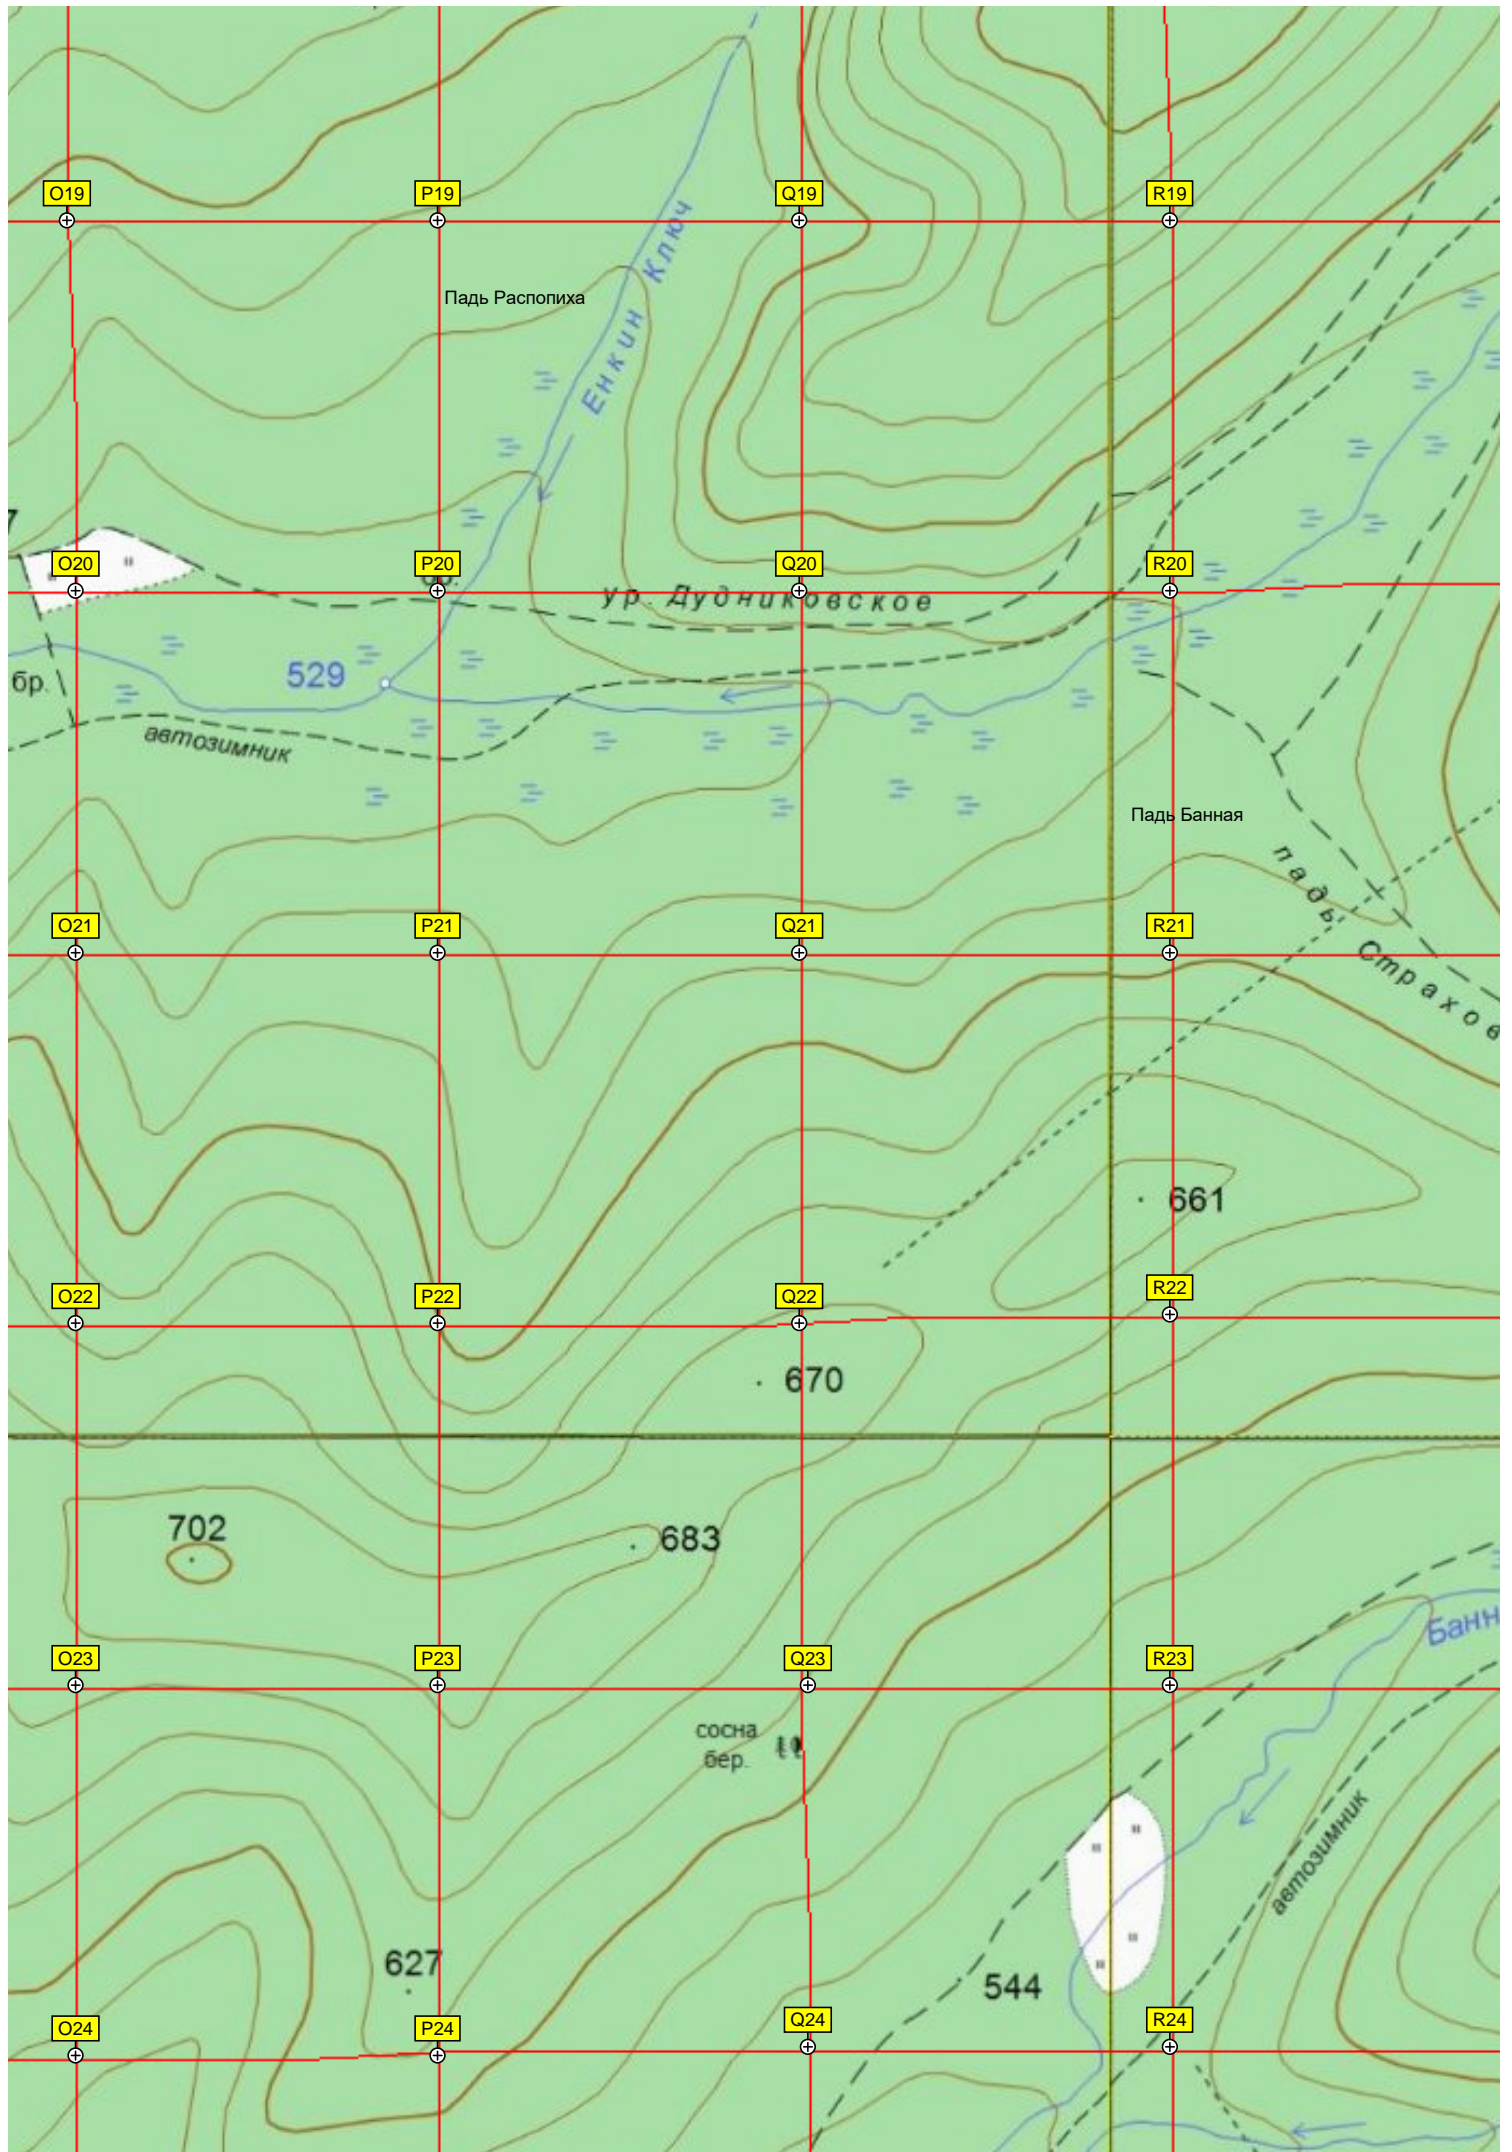 O19
P19
Q19
R19
Енкин Ключ
Падь Распопиха
7
O20
P20
Q20
R20
ур. Дудниковское
529
бр.
автозимник
Падь Банная
падь
Страхов
O21
P21
Q21
R21
661
O22
P22
Q22
R22
670
702
683
Банн
O23
P23
Q23
R23
сосна
бер.
автозимник
627
544
O24
P24
Q24
R24